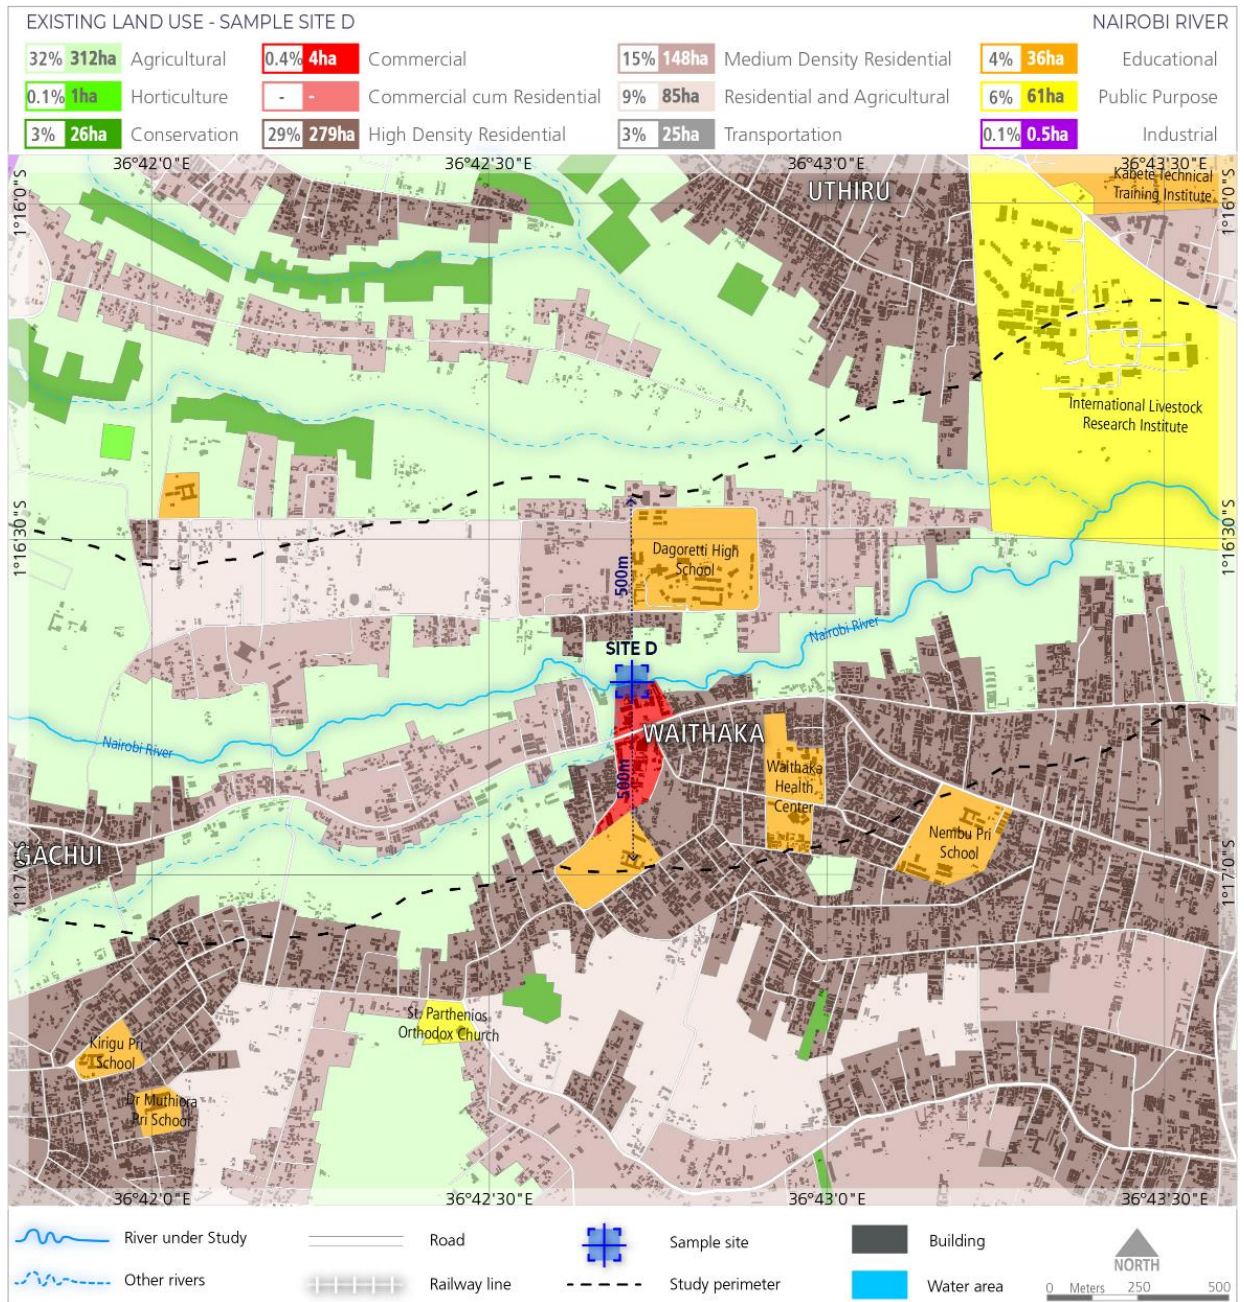 EXISTING LAND USE - SAMPLE SITE D
NAIROBI RIVER
32% 312ha Agricultural
0.4% 4ha Commercial
15% 148ha Medium Density Residential
4% 36ha Educational
0.1% 1ha Horticulture
- - Commercial cum Residential
9% 85ha Residential and Agricultural
6% 61ha Public Purpose
3% 26ha Conservation
29% 279ha High Density Residential
3% 25ha Transportation
0.1% 0.5ha Industrial
36°42'0"E
36°42'30"E
36°43'0"E
36°43'30"E
1°16'0"S
1°16'0"S
UTHIRU
Kabete Technical
Training Institute
International Livestock
Research Institute
1°16'30"S
1°16'30"S
Dagoretti High
School
500m
Nairobi River
SITE D
Nairobi River
WAITHAKA
500m
Waithaka
Health
Center
Nembu Pri
School
GACHUI
1°17'0"S
1°17'0"S
St. Parthenios
Orthodox Church
Kirigu Pri
School
Dr Muthiora
Pri School
36°42'0"E
36°42'30"E
36°43'0"E
36°43'30"E
River under Study
Road
Sample site
Building
Other rivers
Railway line
Study perimeter
Water area
NORTH
0 Meters 250 500